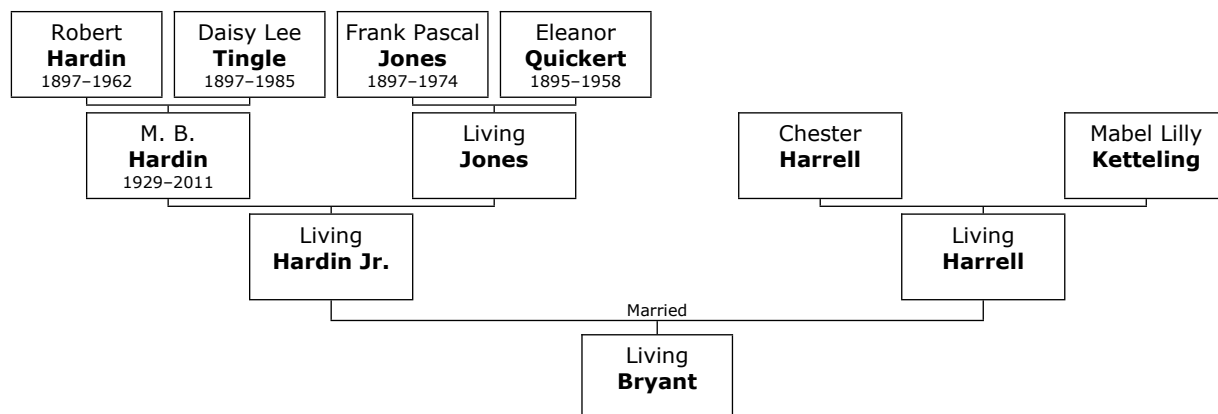 Robert
Hardin
1897–1962
Daisy Lee
Tingle
1897–1985
Frank Pascal
Jones
1897–1974
Eleanor
Quickert
1895–1958
M. B.
Hardin
1929–2011
Living
Jones
Chester
Harrell
Mabel Lilly
Ketteling
Living
Hardin Jr.
Living
Harrell
Married
Living
Bryant